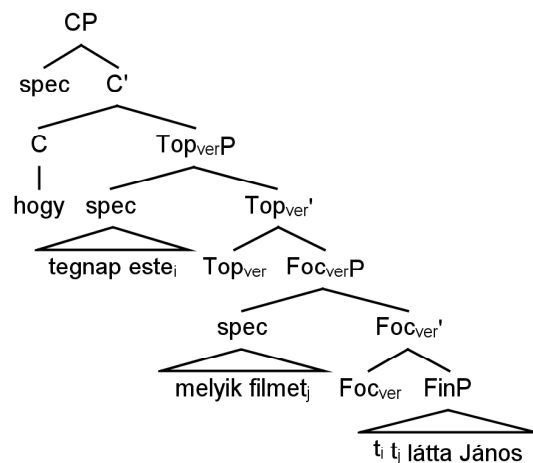 CP
spec C'
C TopverP
hogy spec Topver'
tegnap estei Topver FocverP
spec Focver'
melyik filmetj Focver FinP
ti tj látta János